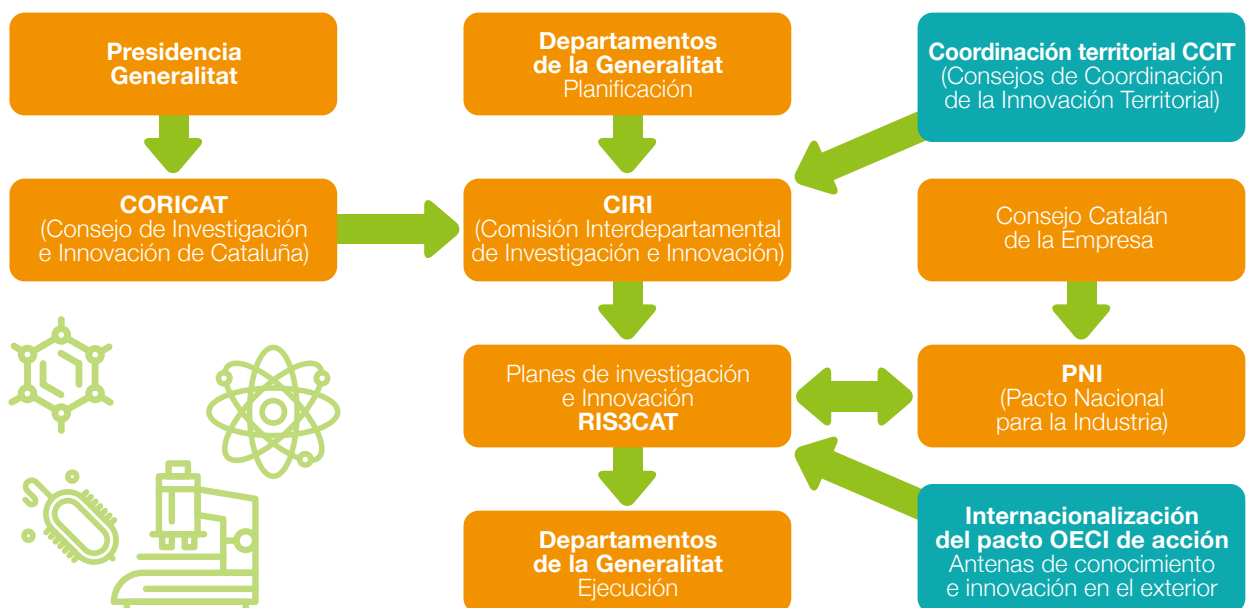 Presidencia
Generalitat
Departamentos
de la Generalitat
Planificación
Coordinación territorial CCIT
(Consejos de Coordinación
de la Innovación Territorial)
CORICAT
(Consejo de Investigación
e Innovación de Cataluña)
CIRI
(Comisión Interdepartamental
de Investigación e Innovación)
Consejo Catalán
de la Empresa
Planes de investigación
e Innovación
RIS3CAT
PNI
(Pacto Nacional
para la Industria)
Departamentos
de la Generalitat
Ejecución
Internacionalización
del pacto OECI de acción
Antenas de conocimiento
e innovación en el exterior